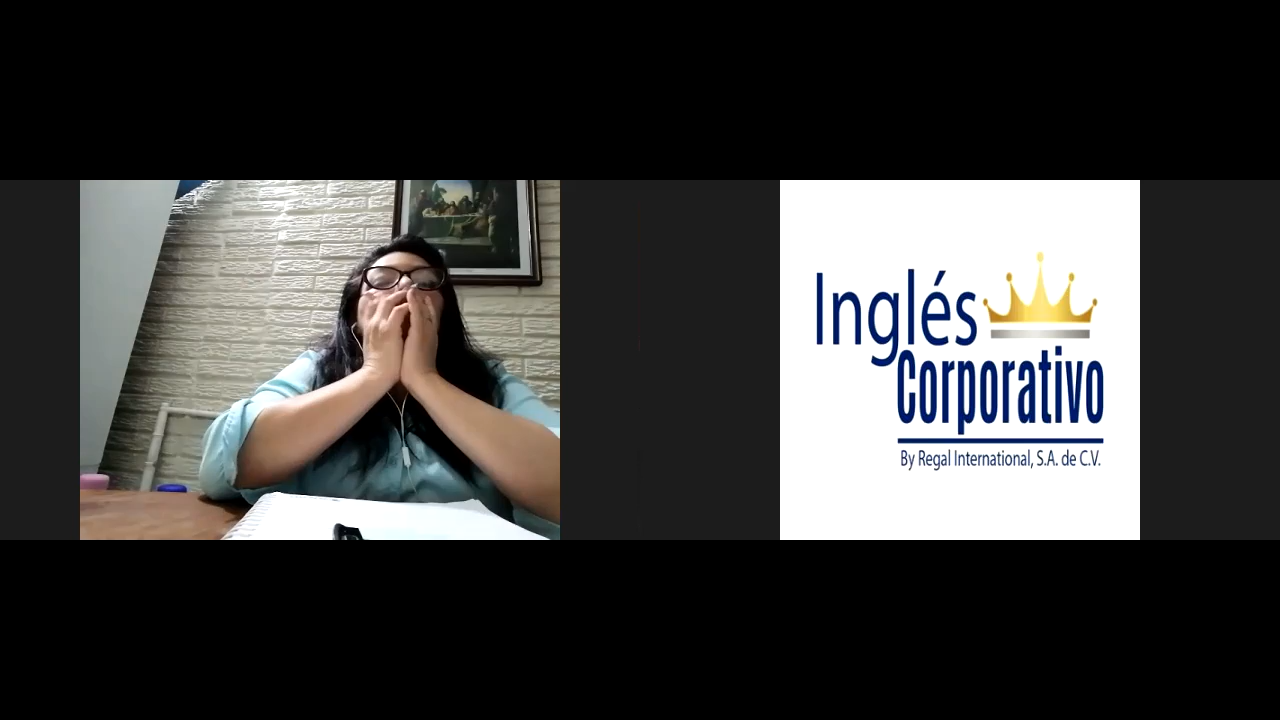 Inglés
Corporativo
By Regal International, S.A. de C.V.